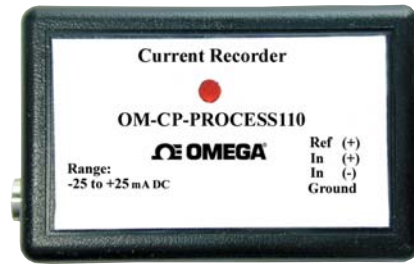 Current Recorder
OM-CP-PROCESS110
Ω OMEGA®
Ref (+)
In (+)
In (-)
Ground
Range:
-25 to +25 mA DC